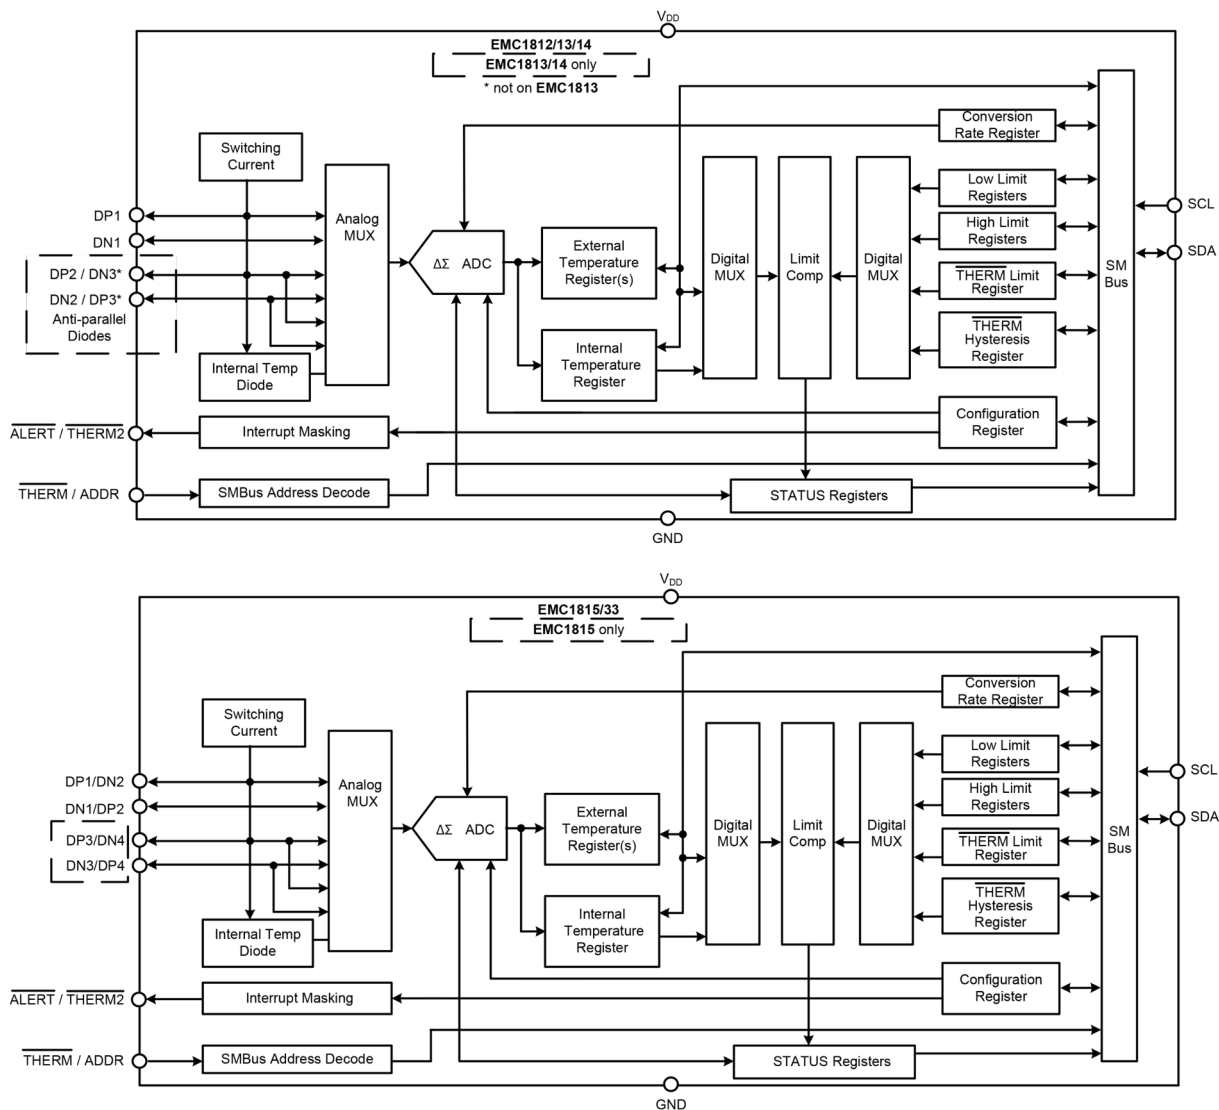 VDD
EMC1812/13/14
EMC1813/14 only
* not on EMC1813
Switching
Current
Analog
MUX
DP1
DN1
DP2 / DN3*
DN2 / DP3*
Anti-parallel
Diodes
Internal Temp
Diode
ΔΣ ADC
External
Temperature
Register(s)
Internal
Temperature
Register
Digital
MUX
Limit
Comp
Digital
MUX
Conversion
Rate Register
Low Limit
Registers
High Limit
Registers
THERM Limit
Register
THERM
Hysteresis
Register
Configuration
Register
SM
Bus
SCL
SDA
ALERT / THERM2
Interrupt Masking
THERM / ADDR
SMBus Address Decode
STATUS Registers
GND
VDD
EMC1815/33
EMC1815 only
Switching
Current
Analog
MUX
DP1/DN2
DN1/DP2
DP3/DN4
DN3/DP4
Internal Temp
Diode
ΔΣ ADC
External
Temperature
Register(s)
Internal
Temperature
Register
Digital
MUX
Limit
Comp
Digital
MUX
Conversion
Rate Register
Low Limit
Registers
High Limit
Registers
THERM Limit
Register
THERM
Hysteresis
Register
Configuration
Register
SM
Bus
SCL
SDA
ALERT / THERM2
Interrupt Masking
THERM / ADDR
SMBus Address Decode
STATUS Registers
GND